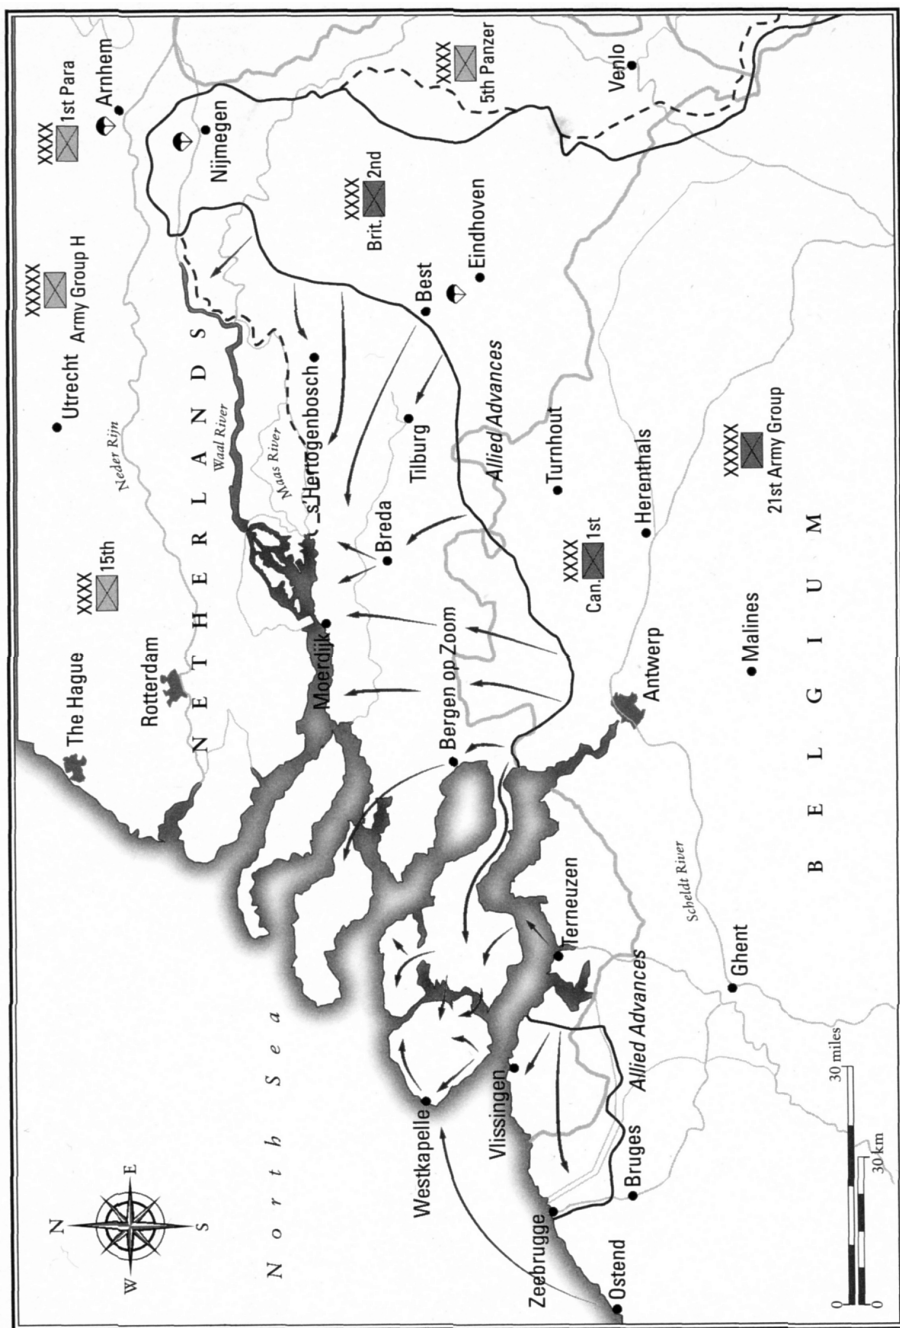 N
W
E
S
North Sea
The Hague
Rotterdam
XXXX
15th
Utrecht
XXXXX
Army Group H
XXXX
1st Para
Arnhem
Nijmegen
Neder Rijn
NETHERLANDS
Waal River
Maas River
s'Hertogenbosch
Moerdijk
Breda
Tilburg
Best
Eindhoven
XXXX
Brit.
2nd
XXXX
5th Panzer
Venlo
Bergen op Zoom
Allied Advances
Turnhout
XXXX
Can.
1st
Herenthals
XXXXX
21st Army Group
Antwerp
Malines
BELGIUM
Westkapelle
Vlissingen
Terneuzen
Zeebrugge
Ostend
Bruges
Allied Advances
Scheldt River
Ghent
0
30 miles
0
30 km